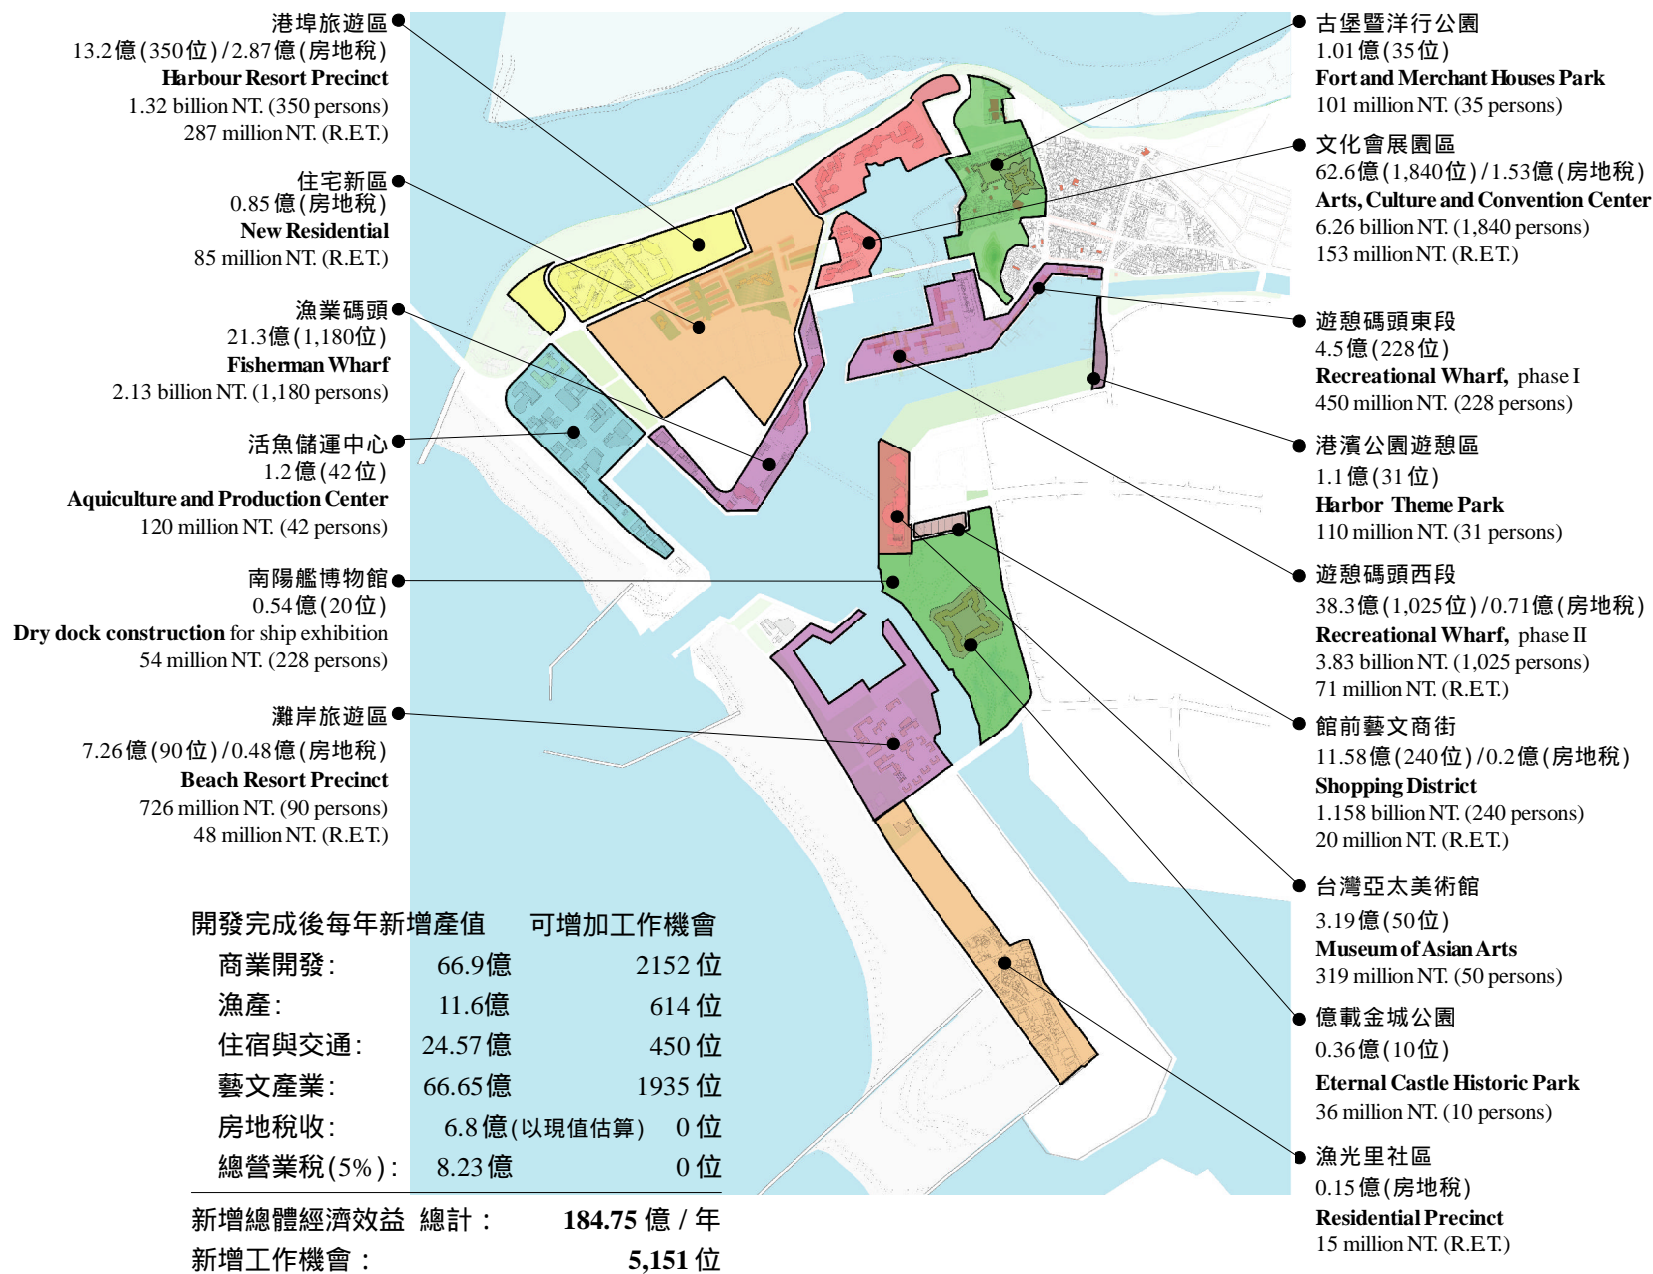 港埠旅遊區
13.2億(350位)/2.87億(房地稅)
Harbour Resort Precinct
1.32 billion NT. (350 persons)
287 million NT. (R.E.T.)
住宅新區
0.85億(房地稅)
New Residential
85 million NT. (R.E.T.)
漁業碼頭
21.3億(1,180位)
Fisherman Wharf
2.13 billion NT. (1,180 persons)
活魚儲運中心
1.2億(42位)
Aquiculture and Production Center
120 million NT. (42 persons)
南陽艦博物館
0.54億(20位)
Dry dock construction for ship exhibition
54 million NT. (228 persons)
灘岸旅遊區
7.26億(90位)/0.48億(房地稅)
Beach Resort Precinct
726 million NT. (90 persons)
48 million NT. (R.E.T.)
古堡暨洋行公園
1.01億(35位)
Fort and Merchant Houses Park
101 million NT. (35 persons)
文化會展園區
62.6億(1,840位)/1.53億(房地稅)
Arts, Culture and Convention Center
6.26 billion NT. (1,840 persons)
153 million NT. (R.E.T.)
遊憩碼頭東段
4.5億(228位)
Recreational Wharf, phase I
450 million NT. (228 persons)
港濱公園遊憩區
1.1億(31位)
Harbor Theme Park
110 million NT. (31 persons)
遊憩碼頭西段
38.3億(1,025位)/0.71億(房地稅)
Recreational Wharf, phase II
3.83 billion NT. (1,025 persons)
71 million NT. (R.E.T.)
館前藝文商街
11.58億(240位)/0.2億(房地稅)
Shopping District
1.158 billion NT. (240 persons)
20 million NT. (R.E.T.)
台灣亞太美術館
3.19億(50位)
Museum of Asian Arts
319 million NT. (50 persons)
億載金城公園
0.36億(10位)
Eternal Castle Historic Park
36 million NT. (10 persons)
漁光里社區
0.15億(房地稅)
Residential Precinct
15 million NT. (R.E.T.)
開發完成後每年新增產值 可增加工作機會
商業開發： 66.9億 2152 位
漁產： 11.6億 614 位
住宿與交通： 24.57億 450 位
藝文產業： 66.65億 1935 位
房地稅收： 6.8億(以現值估算) 0 位
總營業稅(5%)： 8.23億 0 位
新增總體經濟效益 總計： 184.75 億 / 年
新增工作機會： 5,151 位